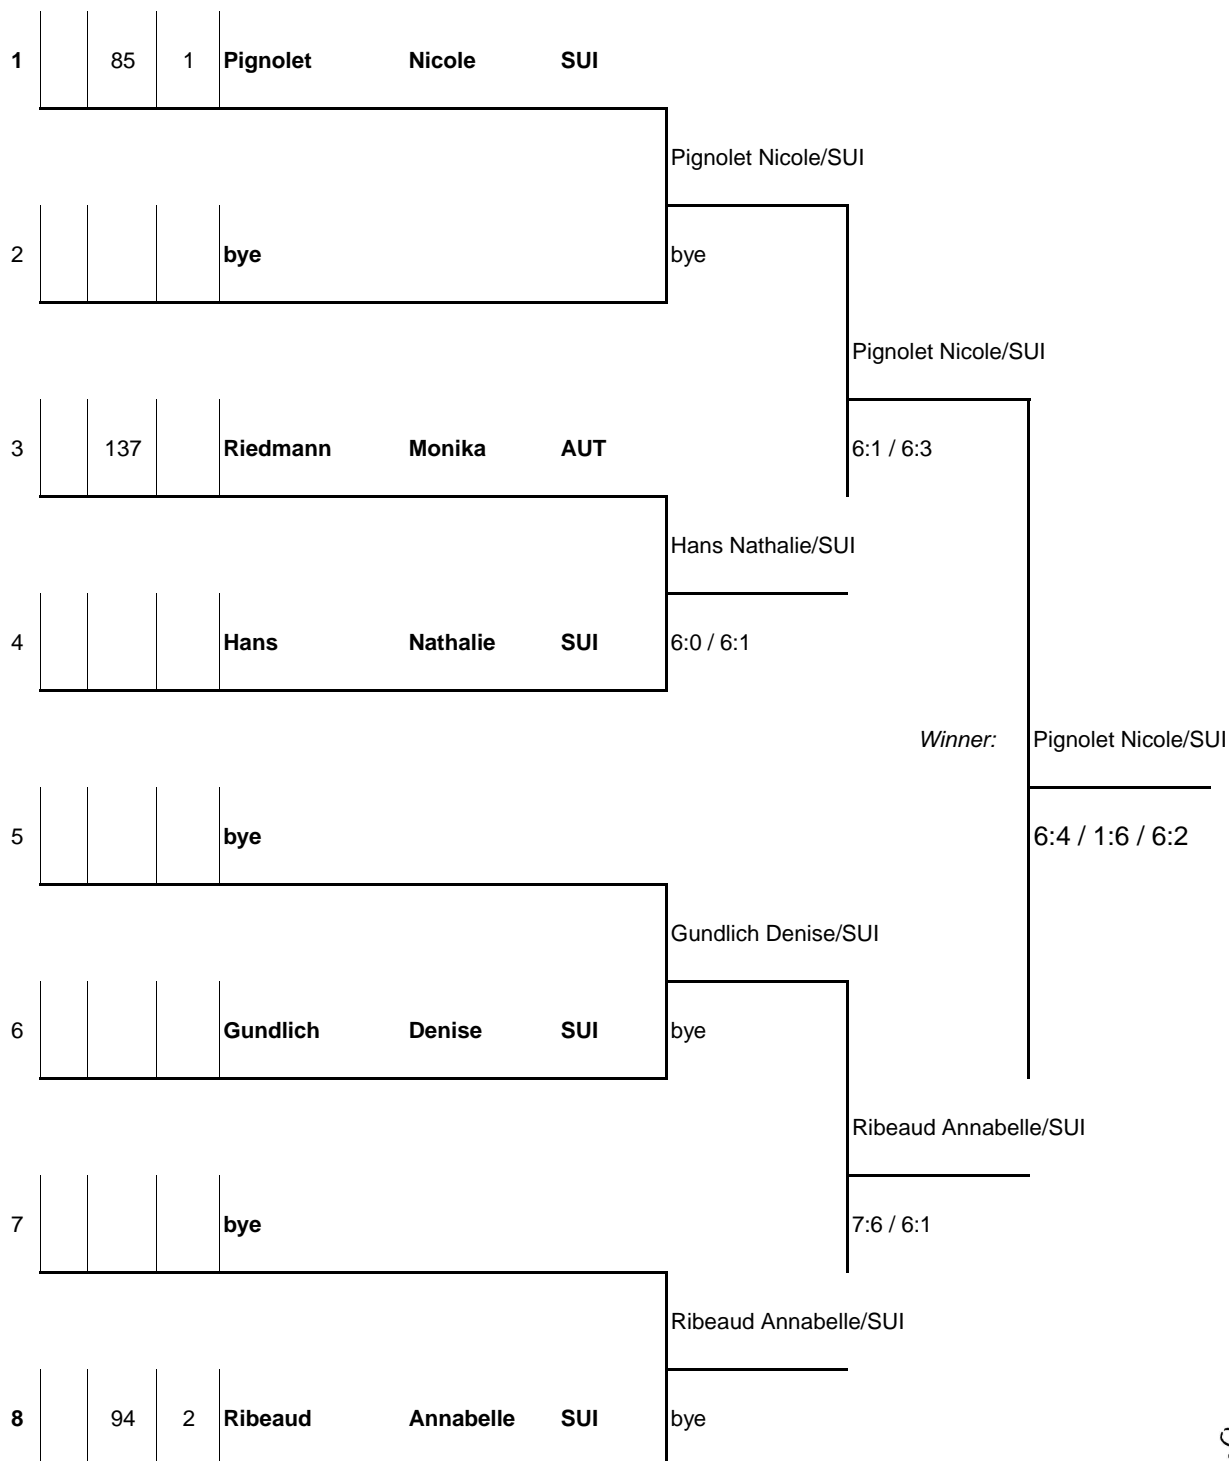 1 85 1 Pignolet Nicole SUI
Pignolet Nicole/SUI
2 bye bye
Pignolet Nicole/SUI
3 137 Riedmann Monika AUT 6:1 / 6:3
Hans Nathalie/SUI
4 Hans Nathalie SUI 6:0 / 6:1
Winner: Pignolet Nicole/SUI
5 bye 6:4 / 1:6 / 6:2
Gundlich Denise/SUI
6 Gundlich Denise SUI bye
Ribeaud Annabelle/SUI
7 bye 7:6 / 6:1
Ribeaud Annabelle/SUI
8 94 2 Ribeaud Annabelle SUI bye